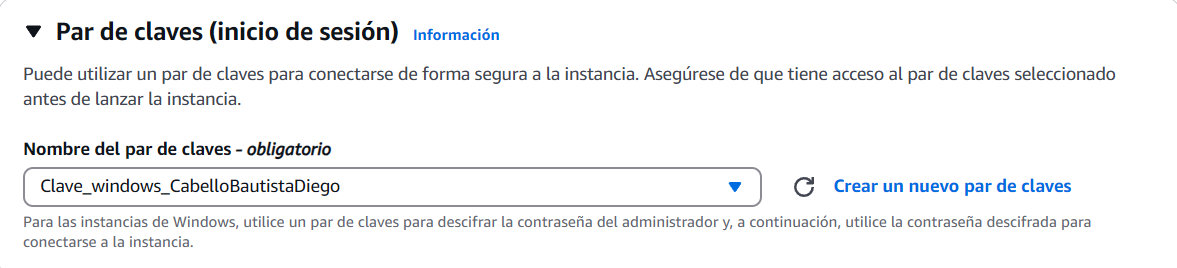 Par de claves (inicio de sesión) Información
Puede utilizar un par de claves para conectarse de forma segura a la instancia. Asegúrese de que tiene acceso al par de claves seleccionado
antes de lanzar la instancia.
Nombre del par de claves - obligatorio
Clave_windows_CabelloBautistaDiego
Crear un nuevo par de claves
Para las instancias de Windows, utilice un par de claves para descifrar la contraseña del administrador y, a continuación, utilice la contraseña descifrada para
conectarse a la instancia.